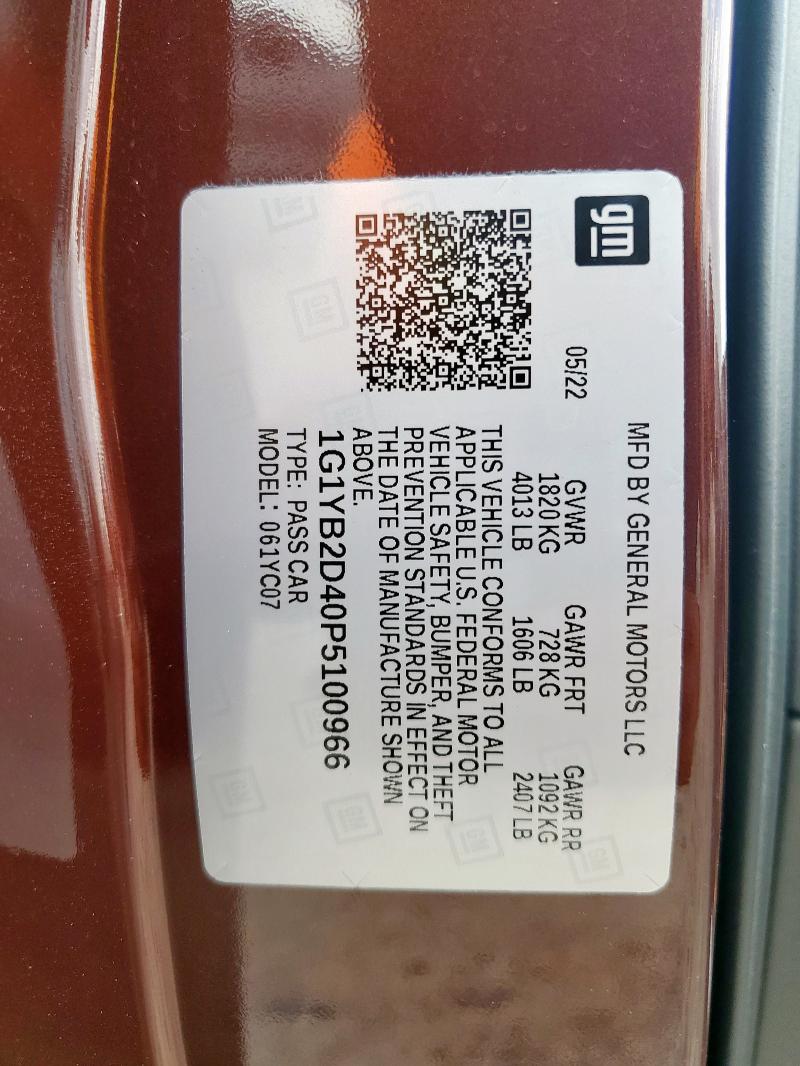 gm
MFD BY GENERAL MOTORS LLC
05/22
GVWR GAWR FRT GAWR RR
1820 KG 728 KG 1092 KG
4013 LB 1606 LB 2407 LB
THIS VEHICLE CONFORMS TO ALL
APPLICABLE U.S. FEDERAL MOTOR
VEHICLE SAFETY, BUMPER, AND THEFT
PREVENTION STANDARDS IN EFFECT ON
THE DATE OF MANUFACTURE SHOWN
ABOVE.
1G1YB2D40P5100966
TYPE: PASS CAR
MODEL: 061YC07